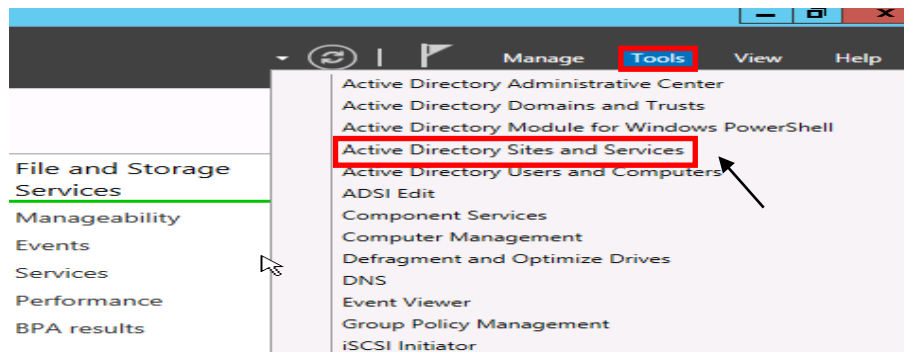 Manage Tools View Help
Active Directory Administrative Center
Active Directory Domains and Trusts
Active Directory Module for Windows PowerShell
Active Directory Sites and Services
Active Directory Users and Computers
ADSI Edit
Component Services
Computer Management
Defragment and Optimize Drives
DNS
Event Viewer
Group Policy Management
iSCSI Initiator
File and Storage
Services
Manageability
Events
Services
Performance
BPA results